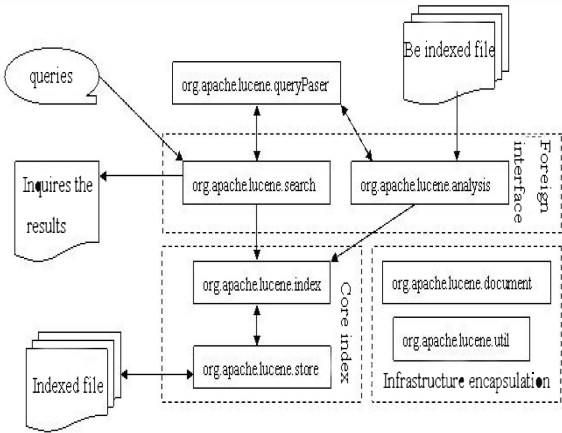 Be indexed file
queries
org.apache.lucene.queryPaser
Foreign
interface
Inquires the
results
org.apache.lucene.search
org.apache.lucene.analysis
org.apache.lucene.index
Core index
org.apache.lucene.document
org.apache.lucene.util
Indexed file
org.apache.lucene.store
Infrastructure encapsulation